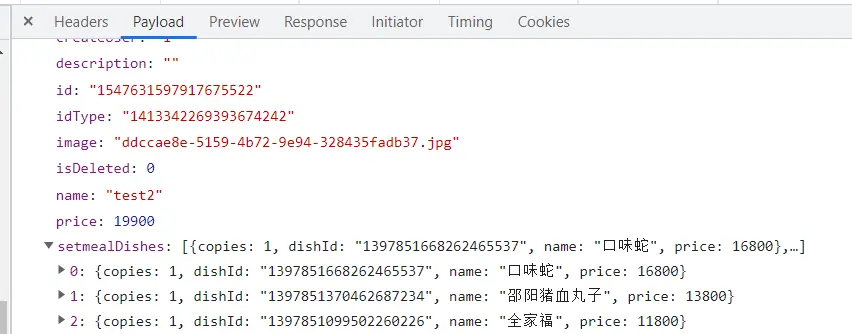 Headers Payload Preview Response Initiator Timing Cookies
description: ""
id: "1547631597917675522"
idType: "1413342269393674242"
image: "ddccae8e-5159-4b72-9e94-328435fadb37.jpg"
isDeleted: 0
name: "test2"
price: 19900
setmealDishes: [{copies: 1, dishId: "1397851668262465537", name: "口味蛇", price: 16800},…]
0: {copies: 1, dishId: "1397851668262465537", name: "口味蛇", price: 16800}
1: {copies: 1, dishId: "1397851370462687234", name: "邵阳猪血丸子", price: 13800}
2: {copies: 1, dishId: "1397851099502260226", name: "全家福", price: 11800}